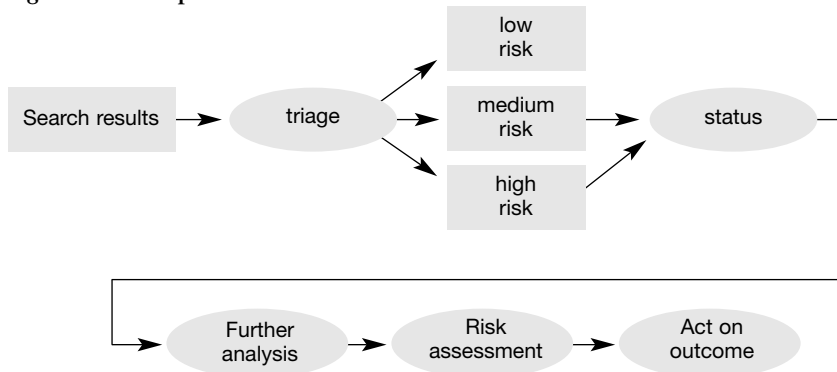 low
risk
Search results
triage
medium
risk
status
high
risk
Further
analysis
Risk
assessment
Act on
outcome